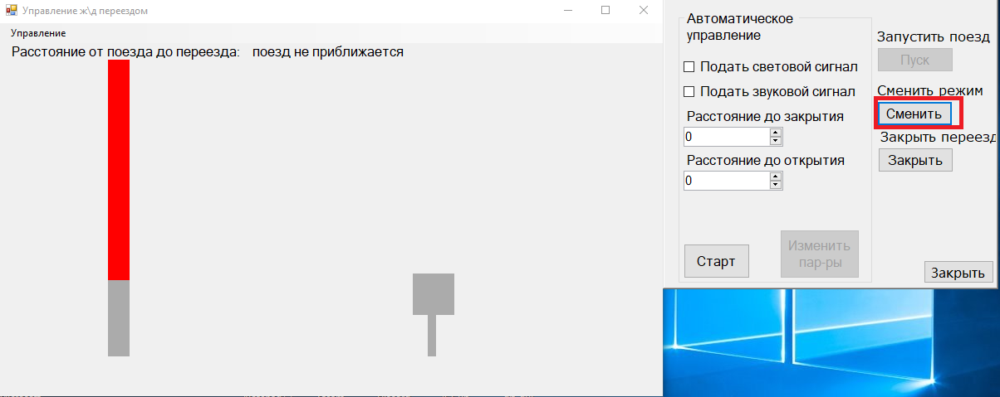 Управление ж\д переездом
Управление
Расстояние от поезда до переезда: поезд не приближается
Автоматическое
управление
Подать световой сигнал
Подать звуковой сигнал
Расстояние до закрытия
0
Расстояние до открытия
0
Старт
Изменить
пар-ры
Запустить поезд
Пуск
Сменить режим
Сменить
Закрыть переезд
Закрыть
Закрыть